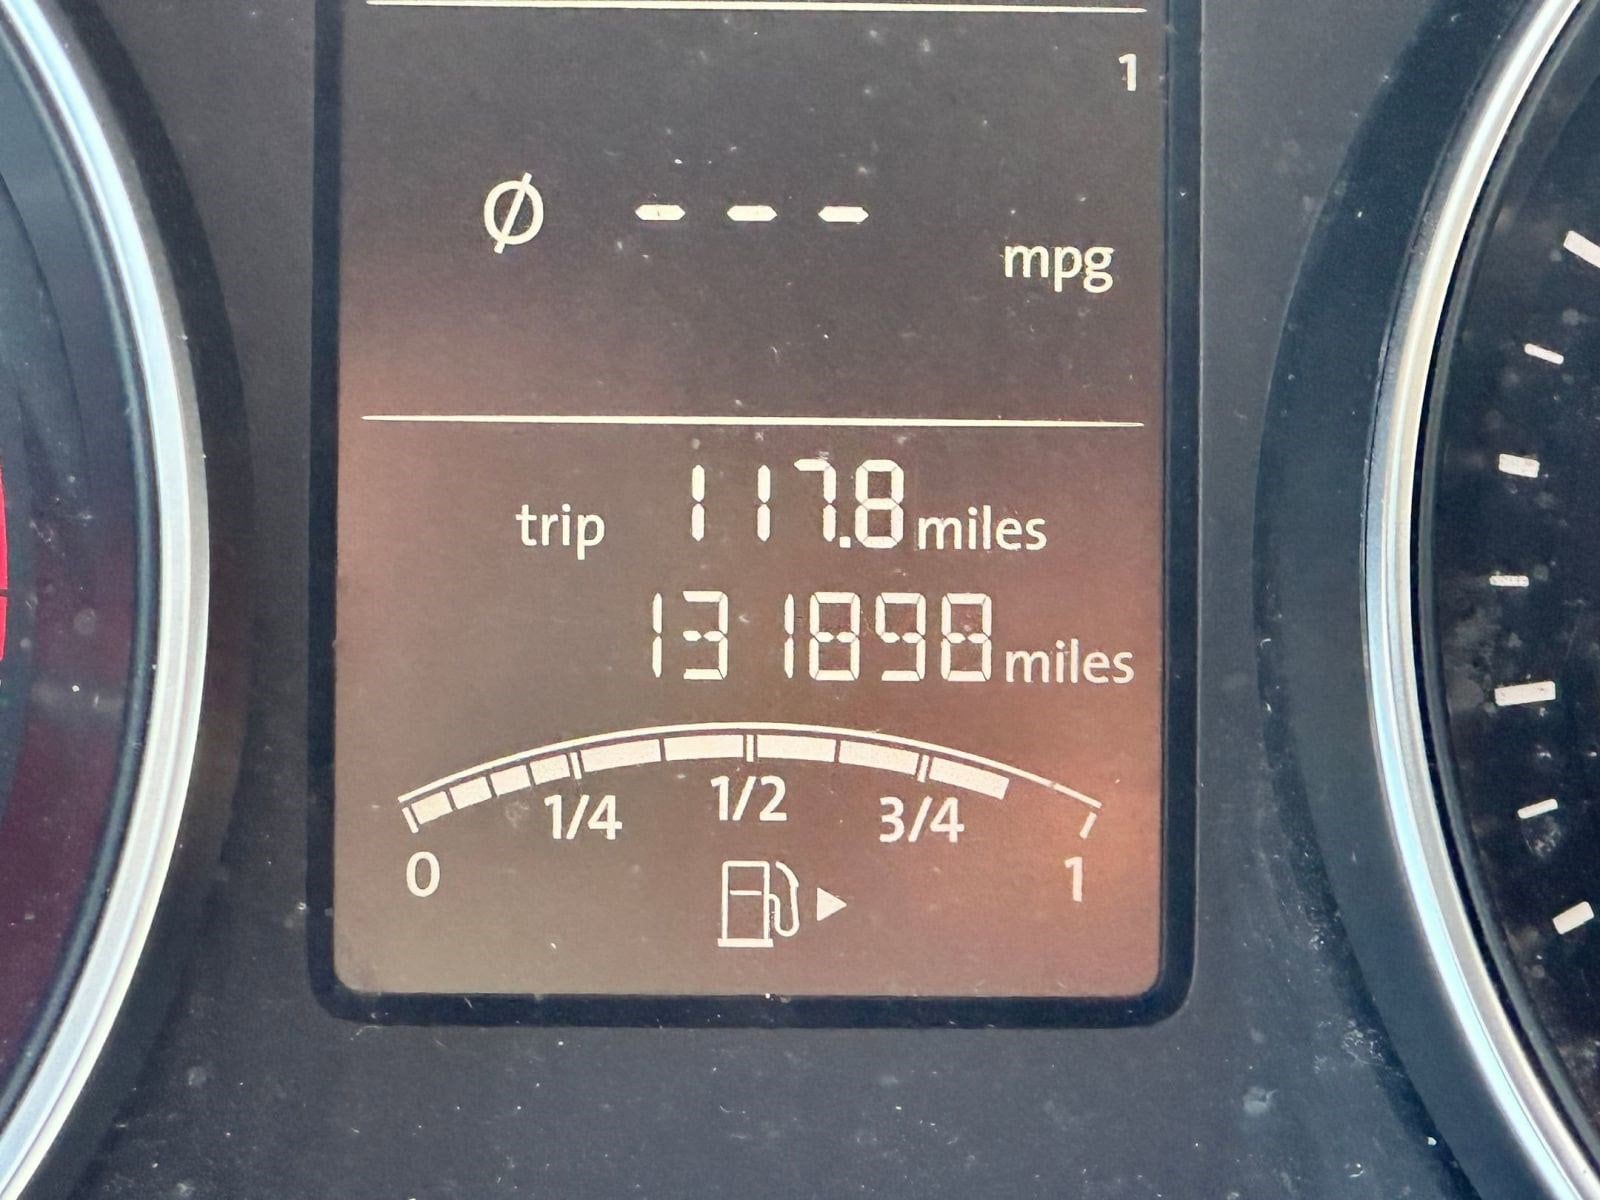 1
Ø - - - mpg
trip 117.8 miles
131898 miles
0 1/4 1/2 3/4 1